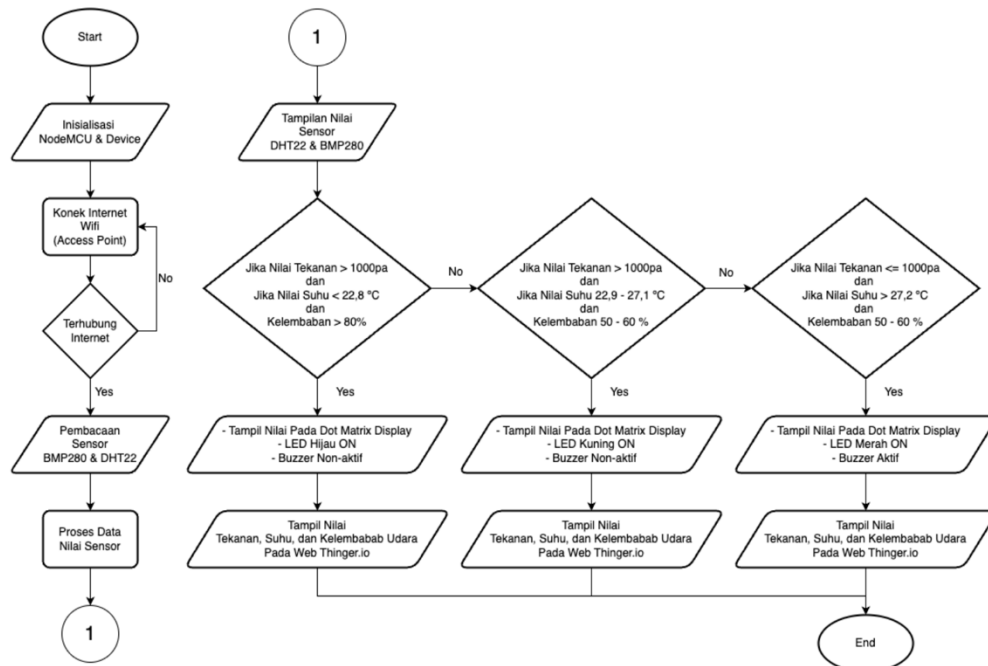 Start
Inisialisasi
NodeMCU & Device
Konek Internet
Wifi
(Access Point)
No
Terhubung
Internet
Yes
Pembacaan
Sensor
BMP280 & DHT22
Proses Data
Nilai Sensor
1
1
Tampilan Nilai
Sensor
DHT22 & BMP280
Jika Nilai Tekanan > 1000pa
dan
Jika Nilai Suhu < 22,8 °C
dan
Kelembaban > 80%
No
Yes
- Tampil Nilai Pada Dot Matrix Display
- LED Hijau ON
- Buzzer Non-aktif
Tampil Nilai
Tekanan, Suhu, dan Kelembabab Udara
Pada Web Thinger.io
Jika Nilai Tekanan > 1000pa
dan
Jika Nilai Suhu 22,9 - 27,1 °C
dan
Kelembaban 50 - 60 %
No
Yes
- Tampil Nilai Pada Dot Matrix Display
- LED Kuning ON
- Buzzer Non-aktif
Tampil Nilai
Tekanan, Suhu, dan Kelembabab Udara
Pada Web Thinger.io
Jika Nilai Tekanan <= 1000pa
dan
Jika Nilai Suhu > 27,2 °C
dan
Kelembaban 50 - 60 %
Yes
- Tampil Nilai Pada Dot Matrix Display
- LED Merah ON
- Buzzer Aktif
Tampil Nilai
Tekanan, Suhu, dan Kelembabab Udara
Pada Web Thinger.io
End